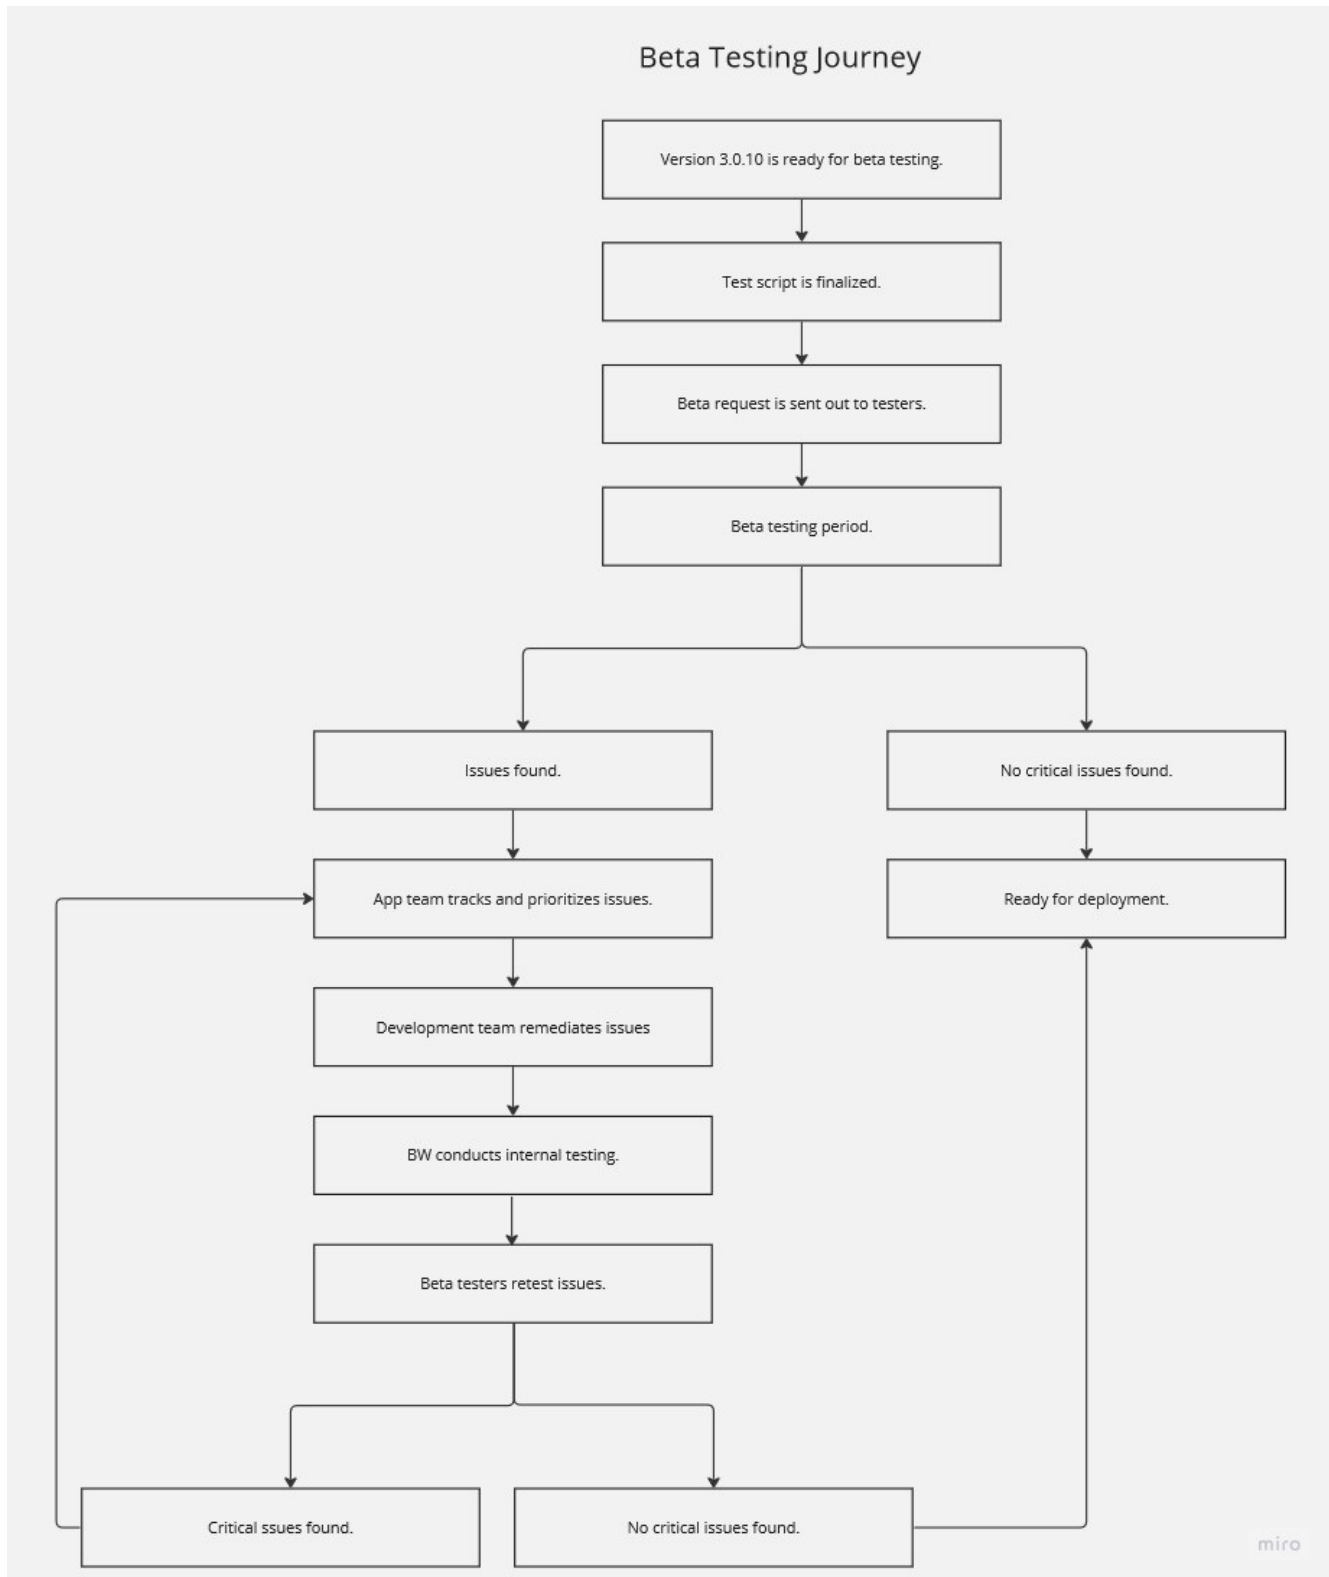 Beta Testing Journey
Version 3.0.10 is ready for beta testing.
Test script is finalized.
Beta request is sent out to testers.
Beta testing period.
Issues found.
No critical issues found.
App team tracks and prioritizes issues.
Ready for deployment.
Development team remediates issues
BW conducts internal testing.
Beta testers retest issues.
Critical ssues found.
No critical issues found.
miro